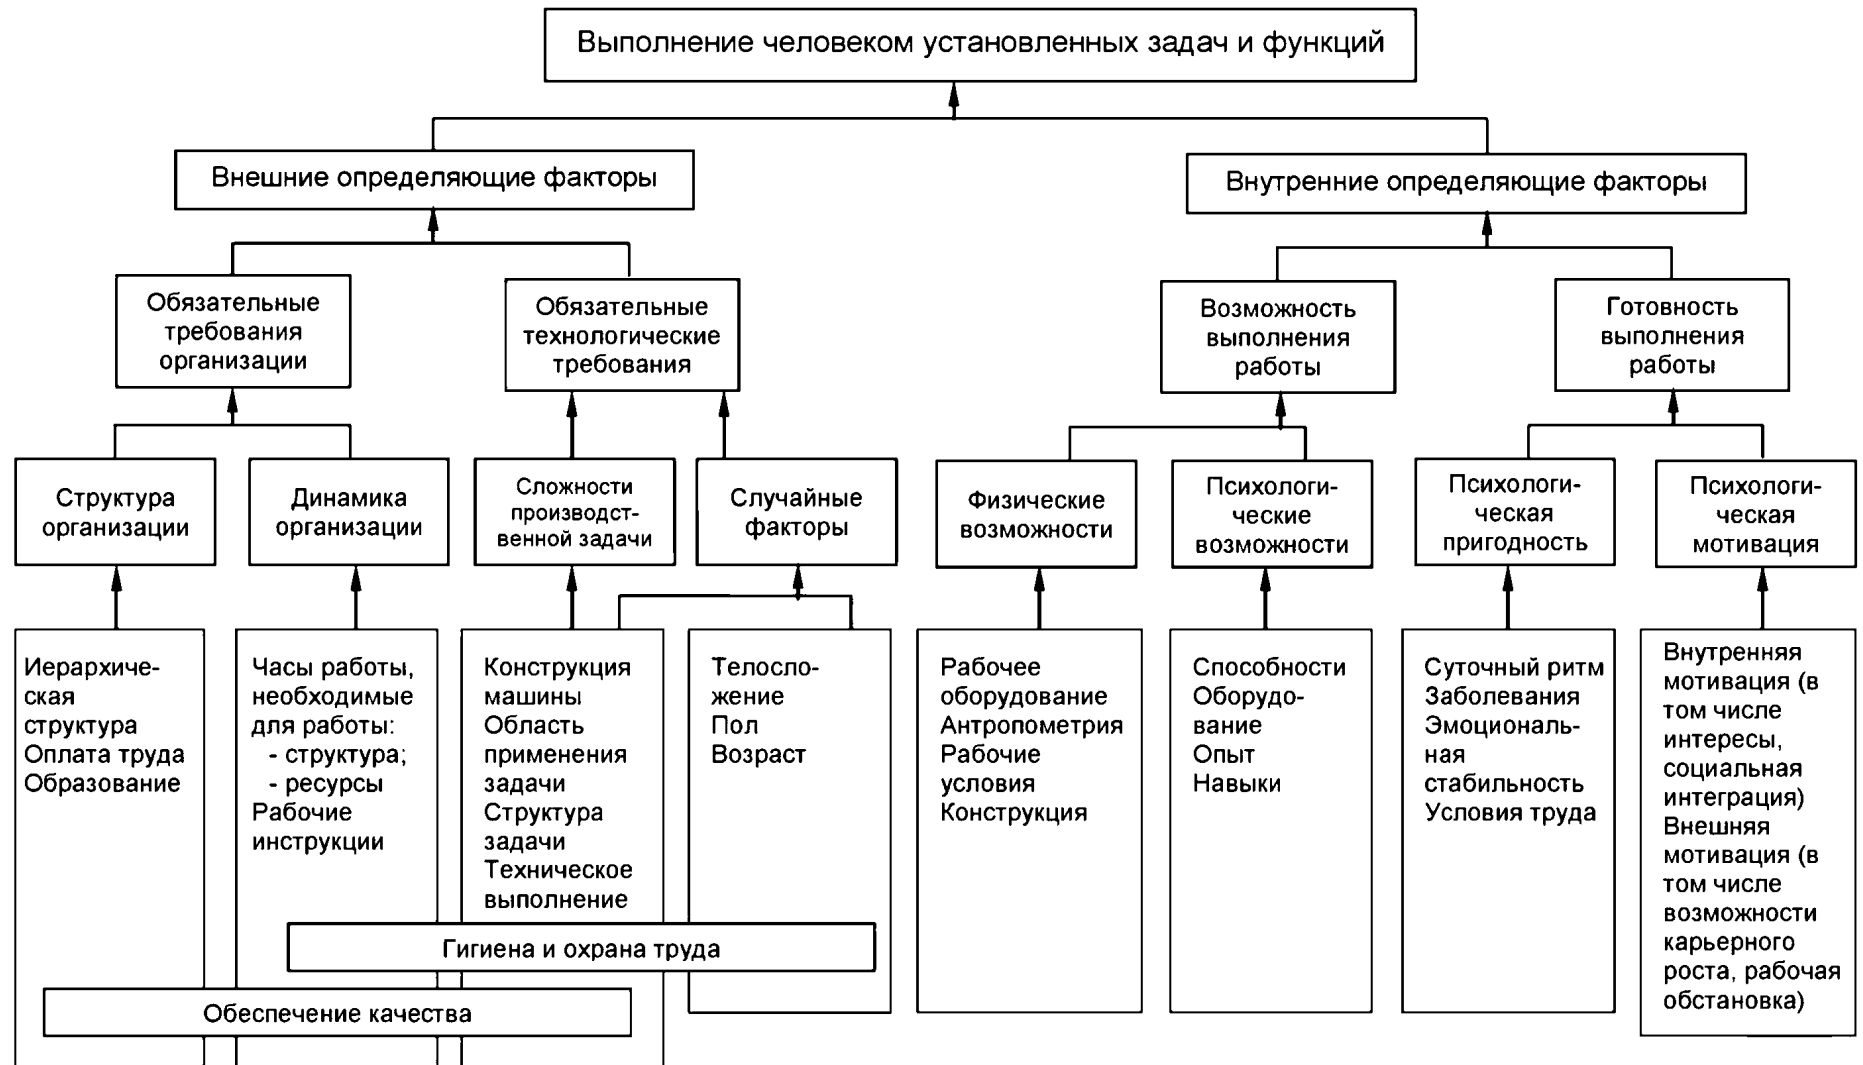 Выполнение человеком установленных задач и функций
Внешние определяющие факторы
Внутренние определяющие факторы
Обязательные
требования
организации
Обязательные
технологические
требования
Возможность
выполнения
работы
Готовность
выполнения
работы
Структура
организации
Динамика
организации
Сложности
производст-
венной задачи
Случайные
факторы
Физические
возможности
Психологи-
ческие
возможности
Психологи-
ческая
пригодность
Психологи-
ческая
мотивация
Иерархиче-
ская
структура
Оплата труда
Образование
Часы работы,
необходимые
для работы:
- структура;
- ресурсы
Рабочие
инструкции
Конструкция
машины
Область
применения
задачи
Структура
задачи
Техническое
выполнение
Телосло-
жение
Пол
Возраст
Рабочее
оборудование
Антропометрия
Рабочие
условия
Конструкция
Способности
Оборудо-
вание
Опыт
Навыки
Суточный ритм
Заболевания
Эмоциональ-
ная
стабильность
Условия труда
Внутренняя
мотивация (в
том числе
интересы,
социальная
интеграция)
Внешняя
мотивация (в
том числе
возможности
карьерного
роста, рабочая
обстановка)
Гигиена и охрана труда
Обеспечение качества